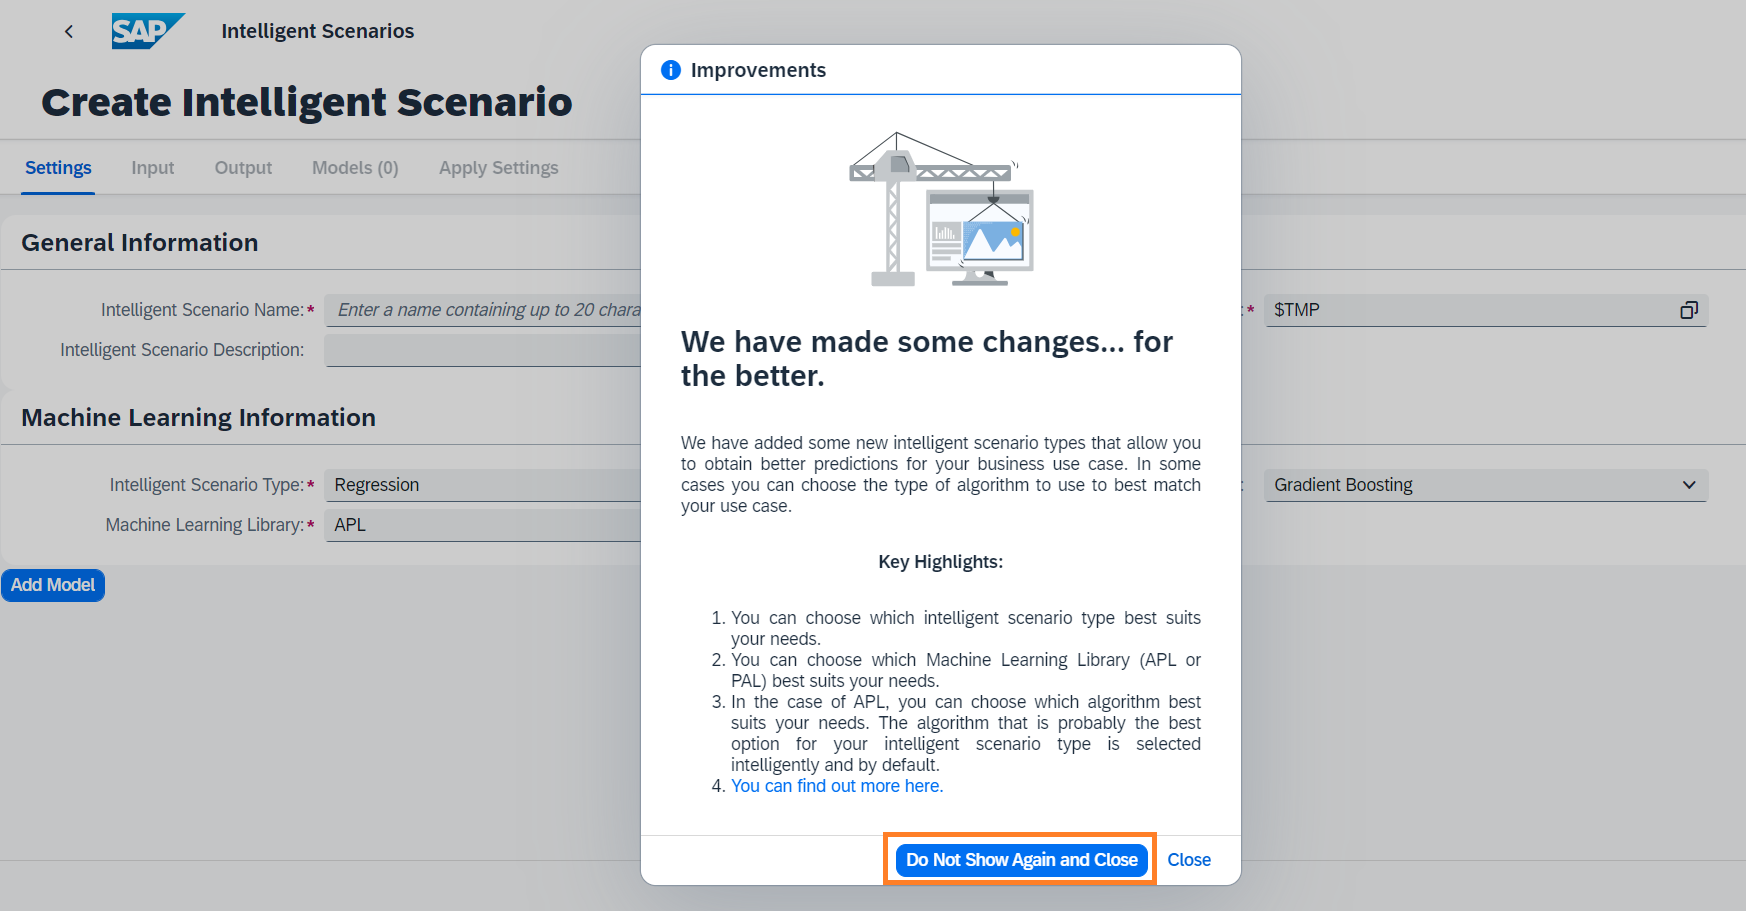 SAP Intelligent Scenarios
Create Intelligent Scenario
Settings Input Output Models (0) Apply Settings
General Information
Intelligent Scenario Name:* Enter a name containing up to 20 chara
:* $TMP
Intelligent Scenario Description:
Machine Learning Information
Intelligent Scenario Type:* Regression
: Gradient Boosting
Machine Learning Library:* APL
Add Model
Improvements
We have made some changes... for
the better.
We have added some new intelligent scenario types that allow you
to obtain better predictions for your business use case. In some
cases you can choose the type of algorithm to use to best match
your use case.
Key Highlights:
1. You can choose which intelligent scenario type best suits
your needs.
2. You can choose which Machine Learning Library (APL or
PAL) best suits your needs.
3. In the case of APL, you can choose which algorithm best
suits your needs. The algorithm that is probably the best
option for your intelligent scenario type is selected
intelligently and by default.
4. You can find out more here.
Do Not Show Again and Close Close